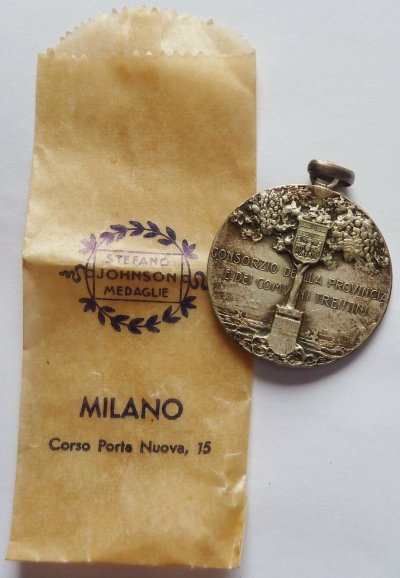 STEFANO
JOHNSON
MEDAGLIE
MILANO
Corso Porta Nuova, 15
CONSORZIO DELLA PROVINCIA
E DEI COMUNI TRENTINI